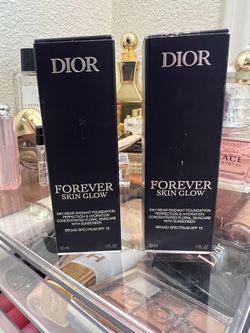 DIOR
FOREVER
SKIN GLOW
24H WEAR RADIANT FOUNDATION
PERFECTION & HYDRATION
CONCENTRATED FLORAL SKINCARE
WITH SUNSCREEN
BROAD SPECTRUM SPF 15
30 ml 1 FL OZ
DIOR
FOREVER
SKIN GLOW
24H WEAR RADIANT FOUNDATION
PERFECTION & HYDRATION
CONCENTRATED FLORAL SKINCARE
WITH SUNSCREEN
BROAD SPECTRUM SPF 15
30 ml 1 FL OZ